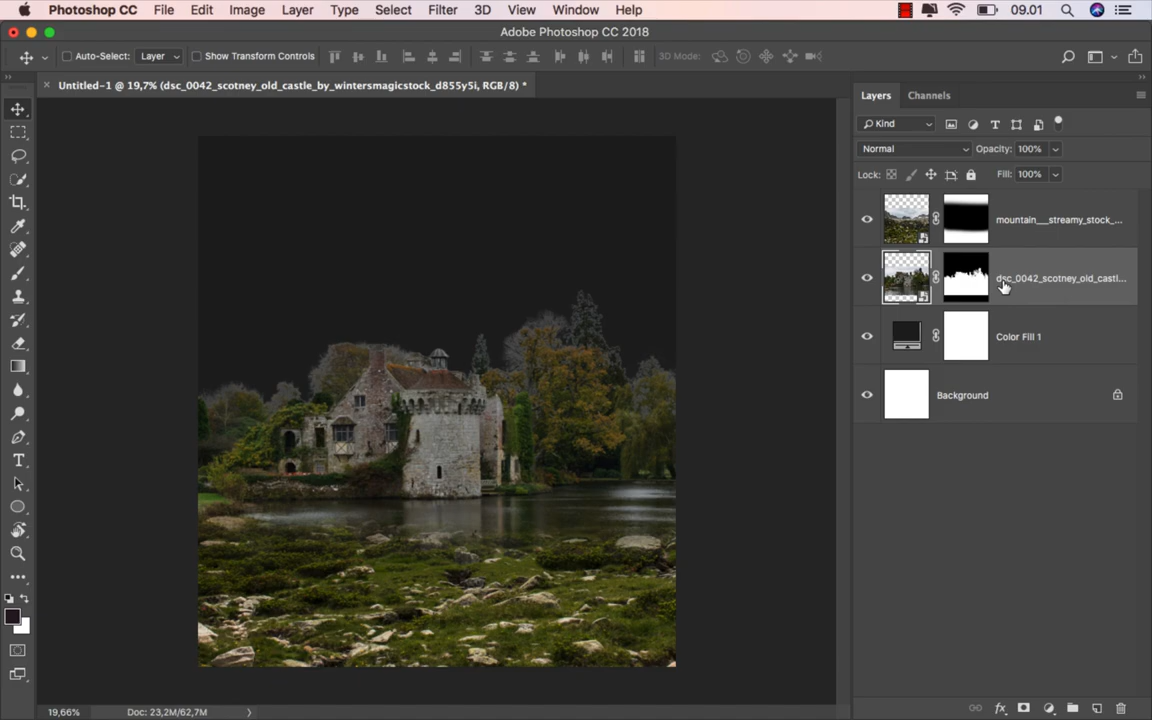 Photoshop CC File Edit Image Layer Type Select Filter 3D View Window Help 09.01
Adobe Photoshop CC 2018
Auto-Select: Layer Show Transform Controls 3D Mode:
Untitled-1 @ 19,7% (dsc_0042_scotney_old_castle_by_wintersmagicstock_d855y5i, RGB/8) *
Layers Channels
Kind
Normal Opacity: 100%
Lock: Fill: 100%
mountain__streamy_stock_...
dsc_0042_scotney_old_castl...
Color Fill 1
Background
19,66% Doc: 23,2M/62,7M